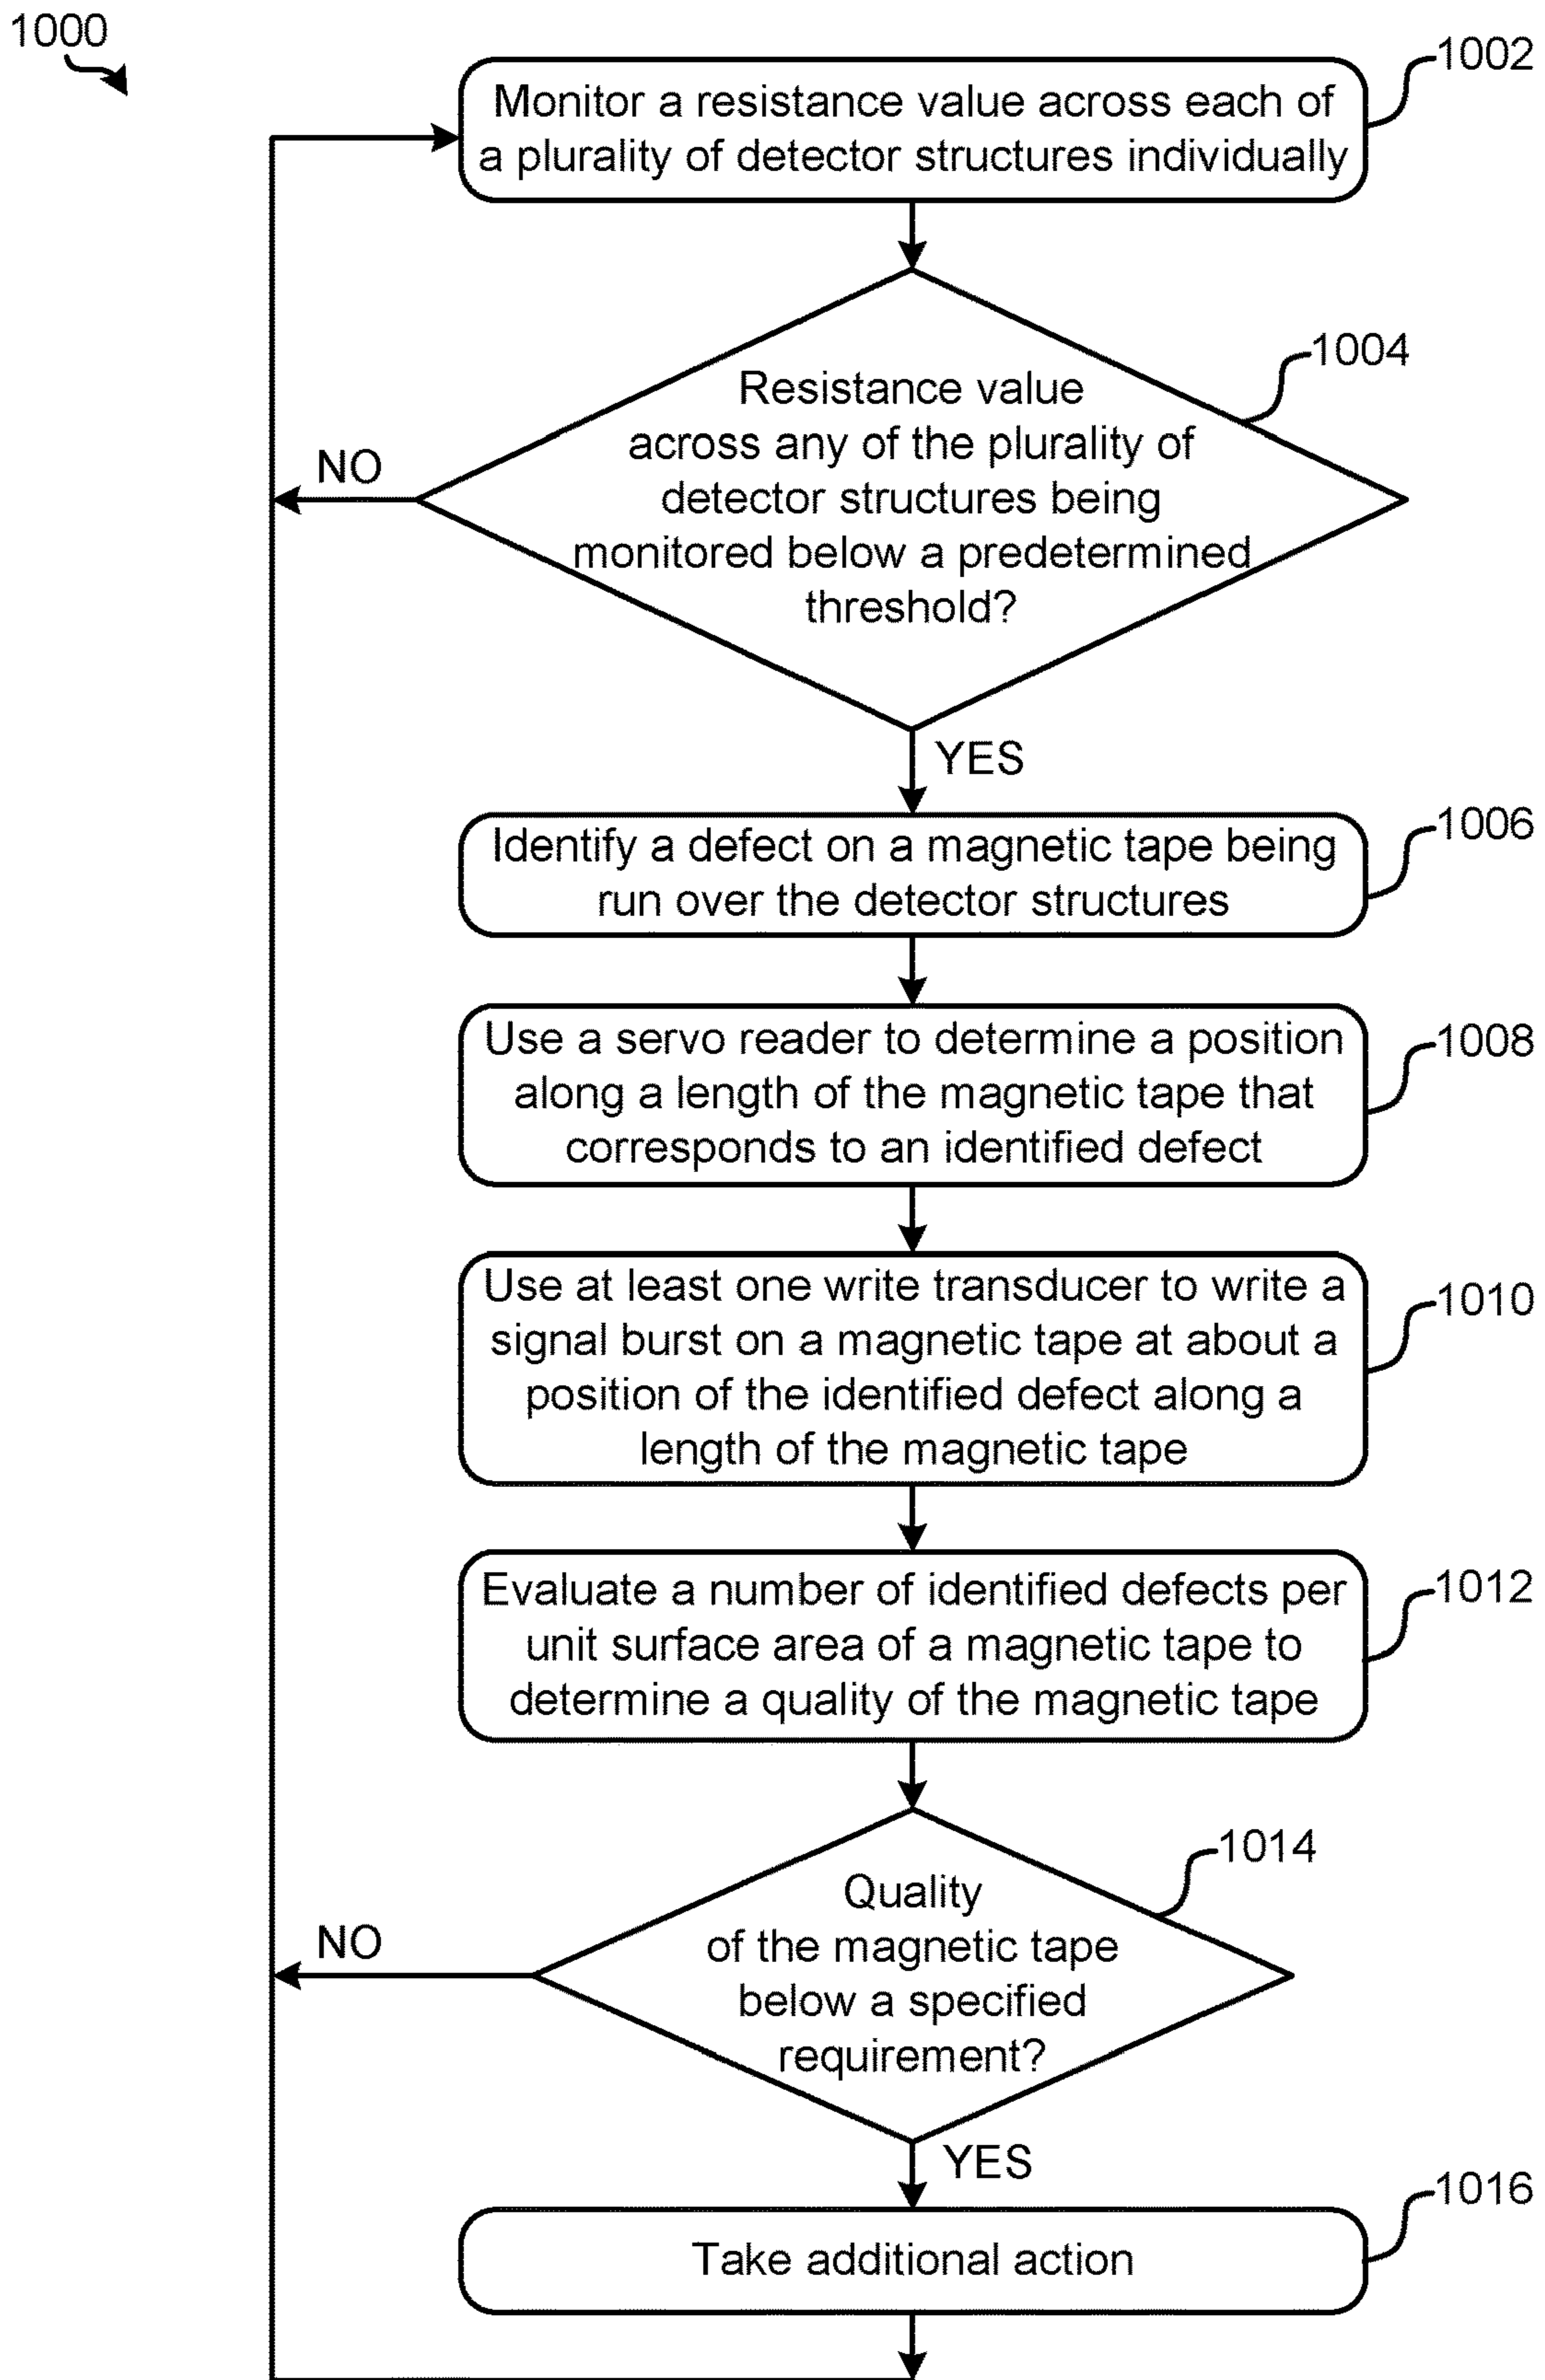 1000
1002
Monitor a resistance value across each of
a plurality of detector structures individually
1004
Resistance value
across any of the plurality of
detector structures being
monitored below a predetermined
threshold?
NO
YES
1006
Identify a defect on a magnetic tape being
run over the detector structures
1008
Use a servo reader to determine a position
along a length of the magnetic tape that
corresponds to an identified defect
1010
Use at least one write transducer to write a
signal burst on a magnetic tape at about a
position of the identified defect along a
length of the magnetic tape
1012
Evaluate a number of identified defects per
unit surface area of a magnetic tape to
determine a quality of the magnetic tape
1014
Quality
of the magnetic tape
below a specified
requirement?
NO
YES
1016
Take additional action